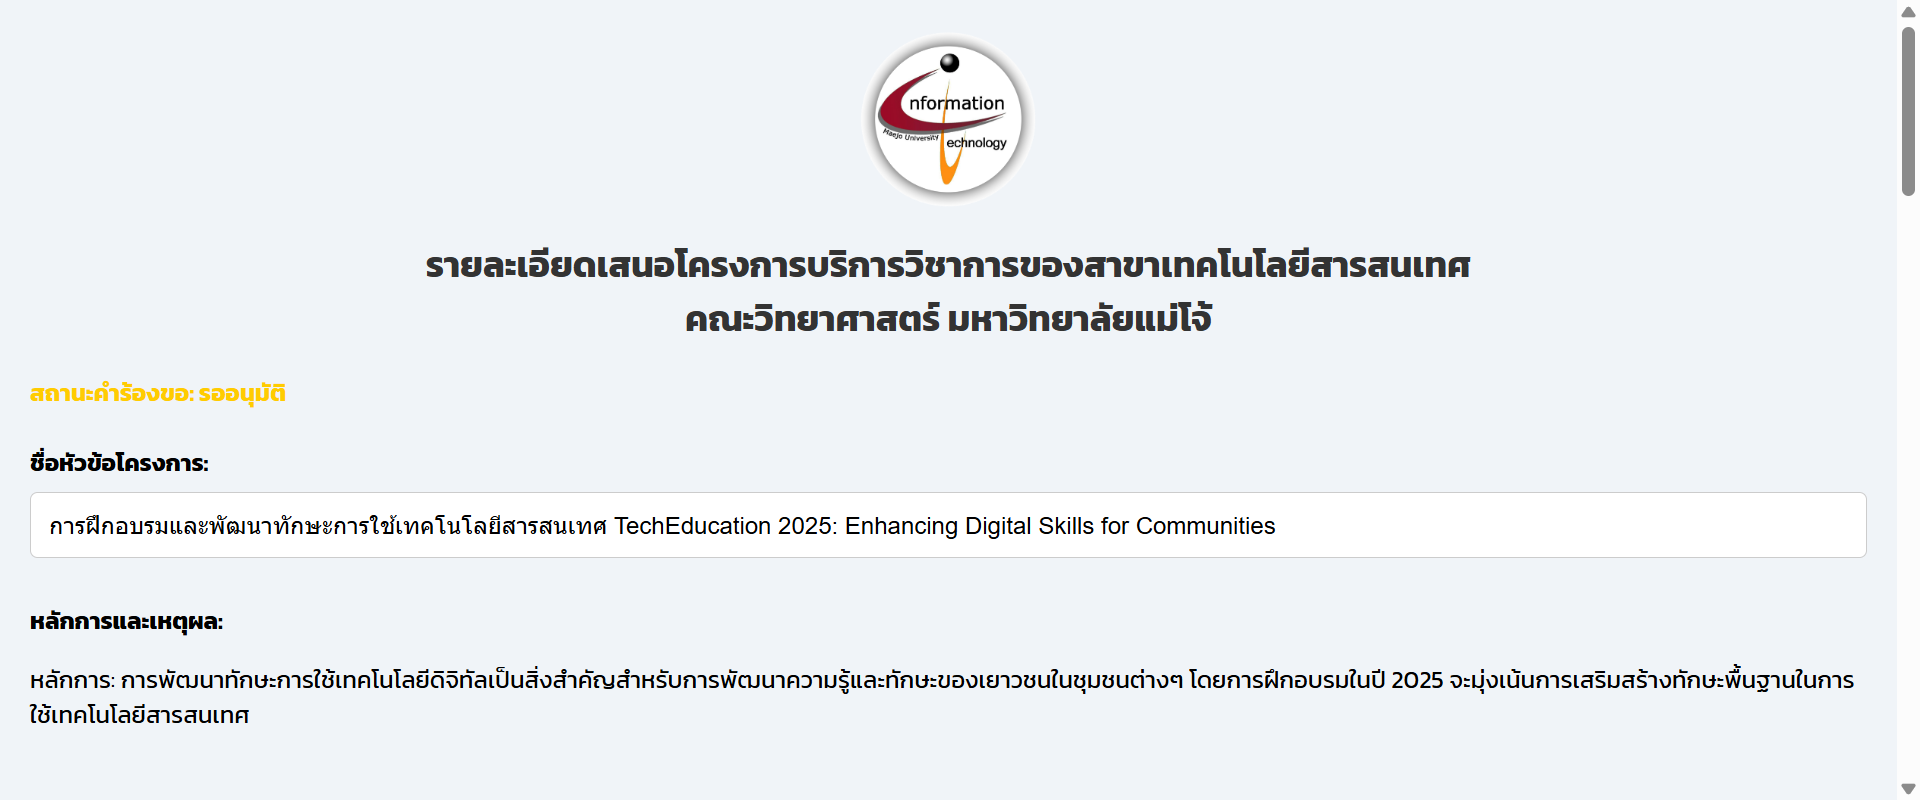 nformation
Maejo University
echnology
รายละเอียดเสนอโครงการบริการวิชาการของสาขาเทคโนโลยีสารสนเทศ
คณะวิทยาศาสตร์ มหาวิทยาลัยแม่โจ้
สถานะคำร้องขอ: รออนุมัติ
ชื่อหัวข้อโครงการ:
การฝึกอบรมและพัฒนาทักษะการใช้เทคโนโลยีสารสนเทศ TechEducation 2025: Enhancing Digital Skills for Communities
หลักการและเหตุผล:
หลักการ: การพัฒนาทักษะการใช้เทคโนโลยีดิจิทัลเป็นสิ่งสำคัญสำหรับการพัฒนาความรู้และทักษะของเยาวชนในชุมชนต่างๆ โดยการฝึกอบรมในปี 2025 จะมุ่งเน้นการเสริมสร้างทักษะพื้นฐานในการ
ใช้เทคโนโลยีสารสนเทศ